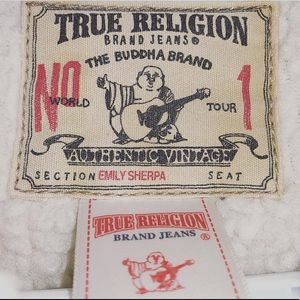 TRUE RELIGION
BRAND JEANS®
THE BUDDHA BRAND
NO 1
WORLD TOUR
AUTHENTIC VINTAGE
SECTION EMILY SHERPA SEAT
TRUE RELIGION
BRAND JEANS ®